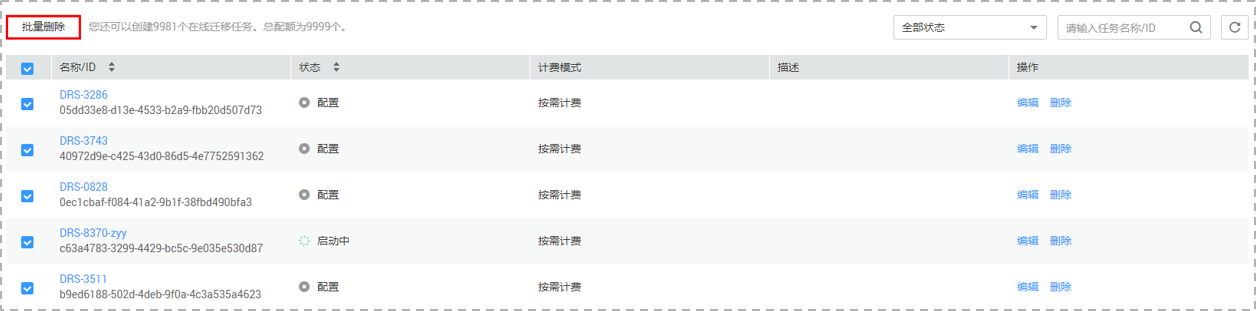 批量删除 您还可以创建9981个在线迁移任务。总配额为9999个。 全部状态 请输入任务名称/ID
名称/ID 状态 计费模式 描述 操作
DRS-3286
05dd33e8-d13e-4533-b2a9-fbb20d507d73 配置 按需计费 编辑 删除
DRS-3743
40972d9e-c425-43d0-86d5-4e7752591362 配置 按需计费 编辑 删除
DRS-0828
0ec1cbaf-f084-41a2-9b1f-38fbd490bfa3 配置 按需计费 编辑 删除
DRS-8370-zyy
c63a4783-3299-4429-bc5c-9e035e530d87 启动中 按需计费 编辑 删除
DRS-3511
b9ed6188-502d-4deb-9f0a-4c3a535a4623 配置 按需计费 编辑 删除